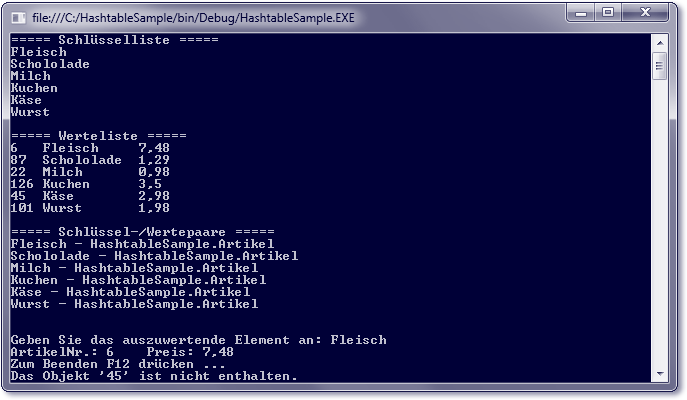 file:///C:/HashtableSample/bin/Debug/HashtableSample.EXE
===== Schlüsselliste =====
Fleisch
Schololade
Milch
Kuchen
Käse
Wurst
===== Werteliste =====
6   Fleisch     7,48
87  Schololade  1,29
22  Milch       0,98
126 Kuchen      3,5
45  Käse        2,98
101 Wurst       1,98
===== Schlüssel-/Wertepaare =====
Fleisch - HashtableSample.Artikel
Schololade - HashtableSample.Artikel
Milch - HashtableSample.Artikel
Kuchen - HashtableSample.Artikel
Käse - HashtableSample.Artikel
Wurst - HashtableSample.Artikel
Geben Sie das auszuwertende Element an: Fleisch
ArtikelNr.: 6    Preis: 7,48
Zum Beenden F12 drücken ...
Das Objekt '45' ist nicht enthalten.